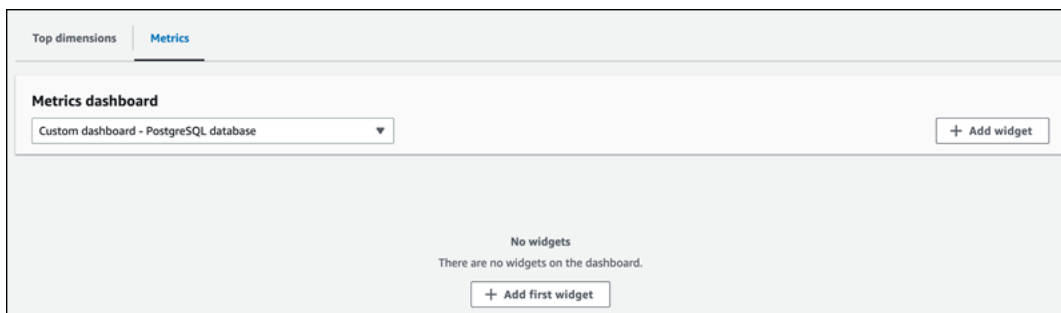 Top dimensions Metrics
Metrics dashboard
Custom dashboard - PostgreSQL database
+ Add widget
No widgets
There are no widgets on the dashboard.
+ Add first widget